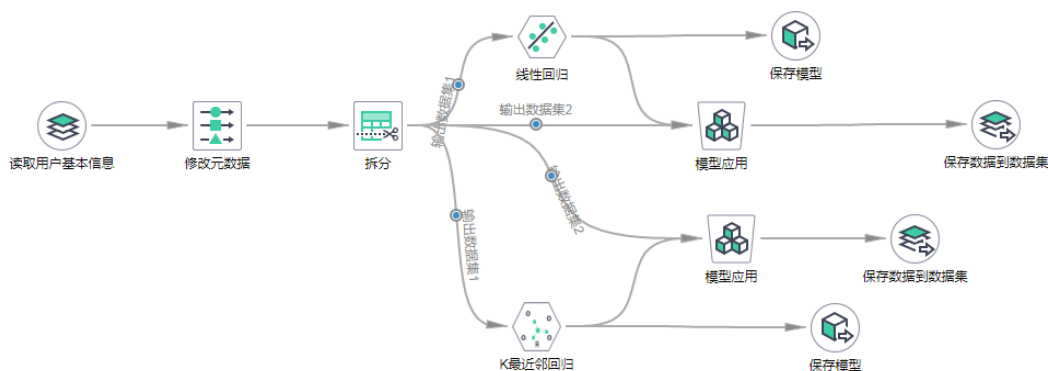 线性回归
保存模型
输出数据集1
输出数据集2
读取用户基本信息
修改元数据
拆分
模型应用
保存数据到数据集
输出数据集2
输出数据集1
模型应用
保存数据到数据集
R
K最近邻回归
保存模型